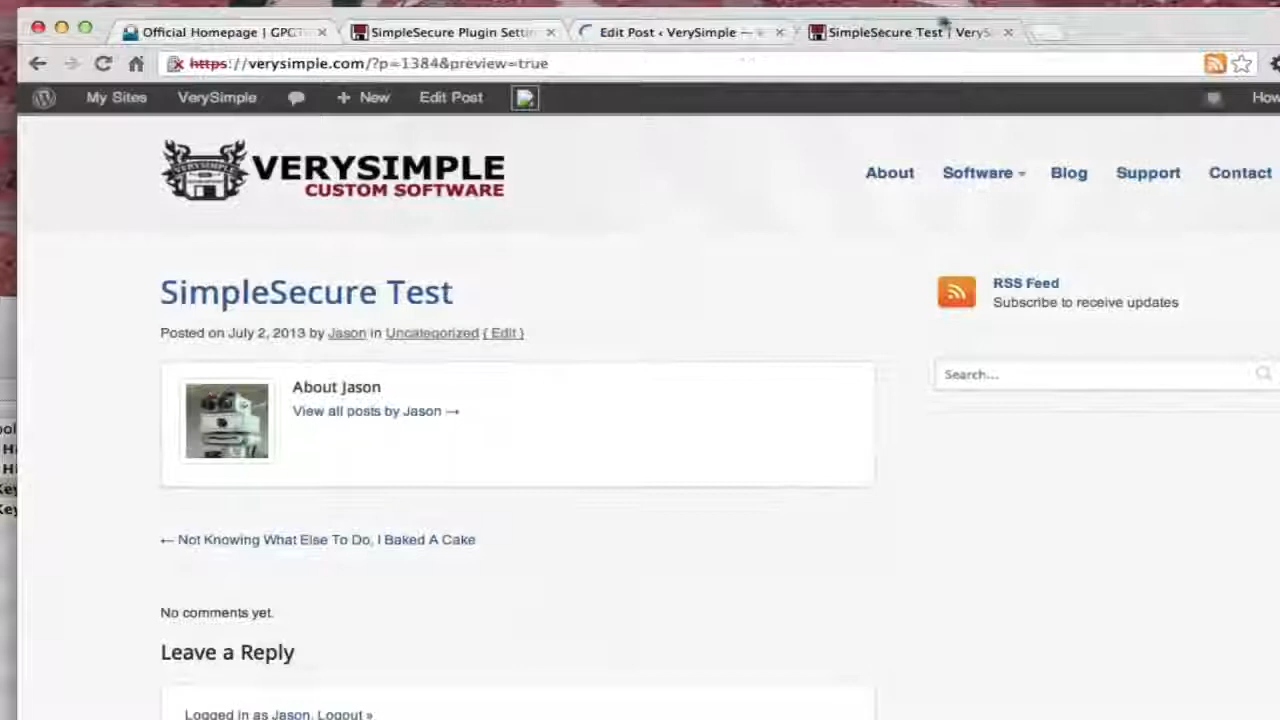 Official Homepage | GPGT
SimpleSecure Plugin Settin
Edit Post ‹ VerySimple —
SimpleSecure Test | VeryS
https://verysimple.com/?p=1384&preview=true
My Sites
VerySimple
+ New
Edit Post
How
VERYSIMPLE
CUSTOM SOFTWARE
About
Software
Blog
Support
Contact
SimpleSecure Test
Posted on July 2, 2013 by Jason in Uncategorized { Edit }
RSS Feed
Subscribe to receive updates
Search...
About Jason
View all posts by Jason →
← Not Knowing What Else To Do, I Baked A Cake
No comments yet.
Leave a Reply
Logged in as Jason. Logout »